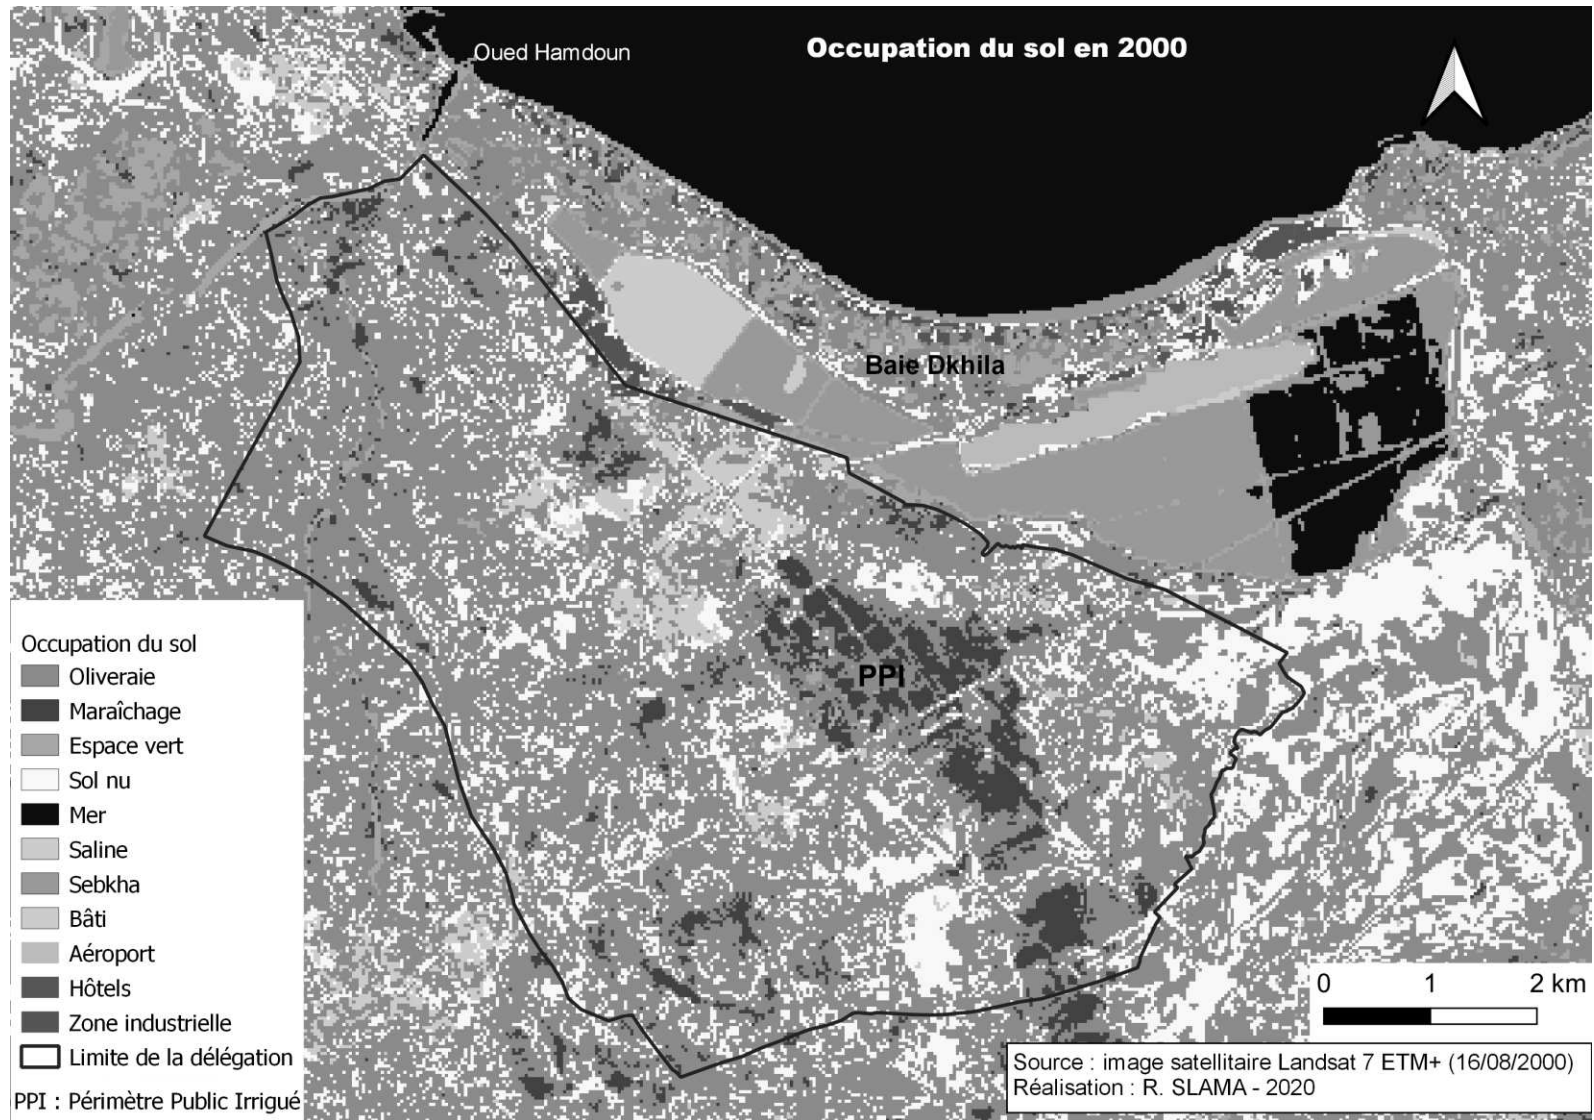 Occupation du sol en 2000
Oued Hamdoun
Baie Dkhila
PPI
Occupation du sol
Oliveraie
Maraîchage
Espace vert
Sol nu
Mer
Saline
Sebkha
Bâti
Aéroport
Hôtels
Zone industrielle
Limite de la délégation
PPI : Périmètre Public Irrigué
0 1 2 km
Source : image satellitaire Landsat 7 ETM+ (16/08/2000)
Réalisation : R. SLAMA - 2020